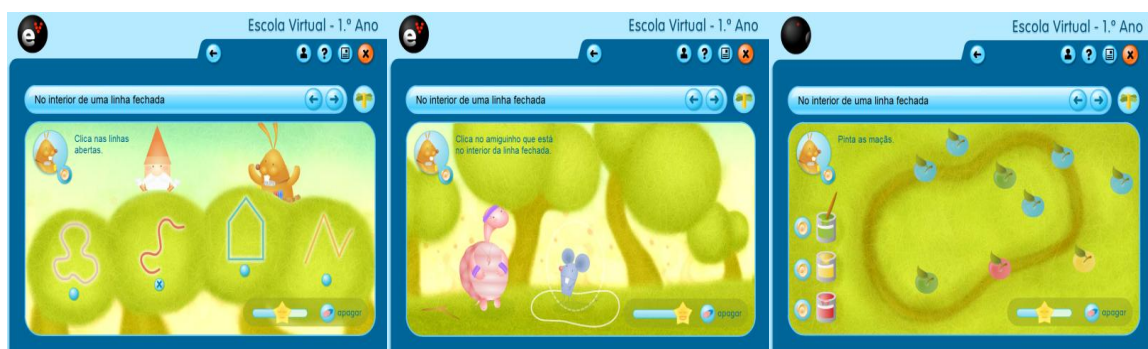 Escola Virtual - 1.º Ano
ev
?
x
No interior de uma linha fechada
Clica nas linhas
abertas.
x
apagar
Escola Virtual - 1.º Ano
ev
?
x
No interior de uma linha fechada
Clica no amiguinho que está
no interior da linha fechada.
apagar
Escola Virtual - 1.º Ano
?
x
No interior de uma linha fechada
Pinta as maçãs.
apagar